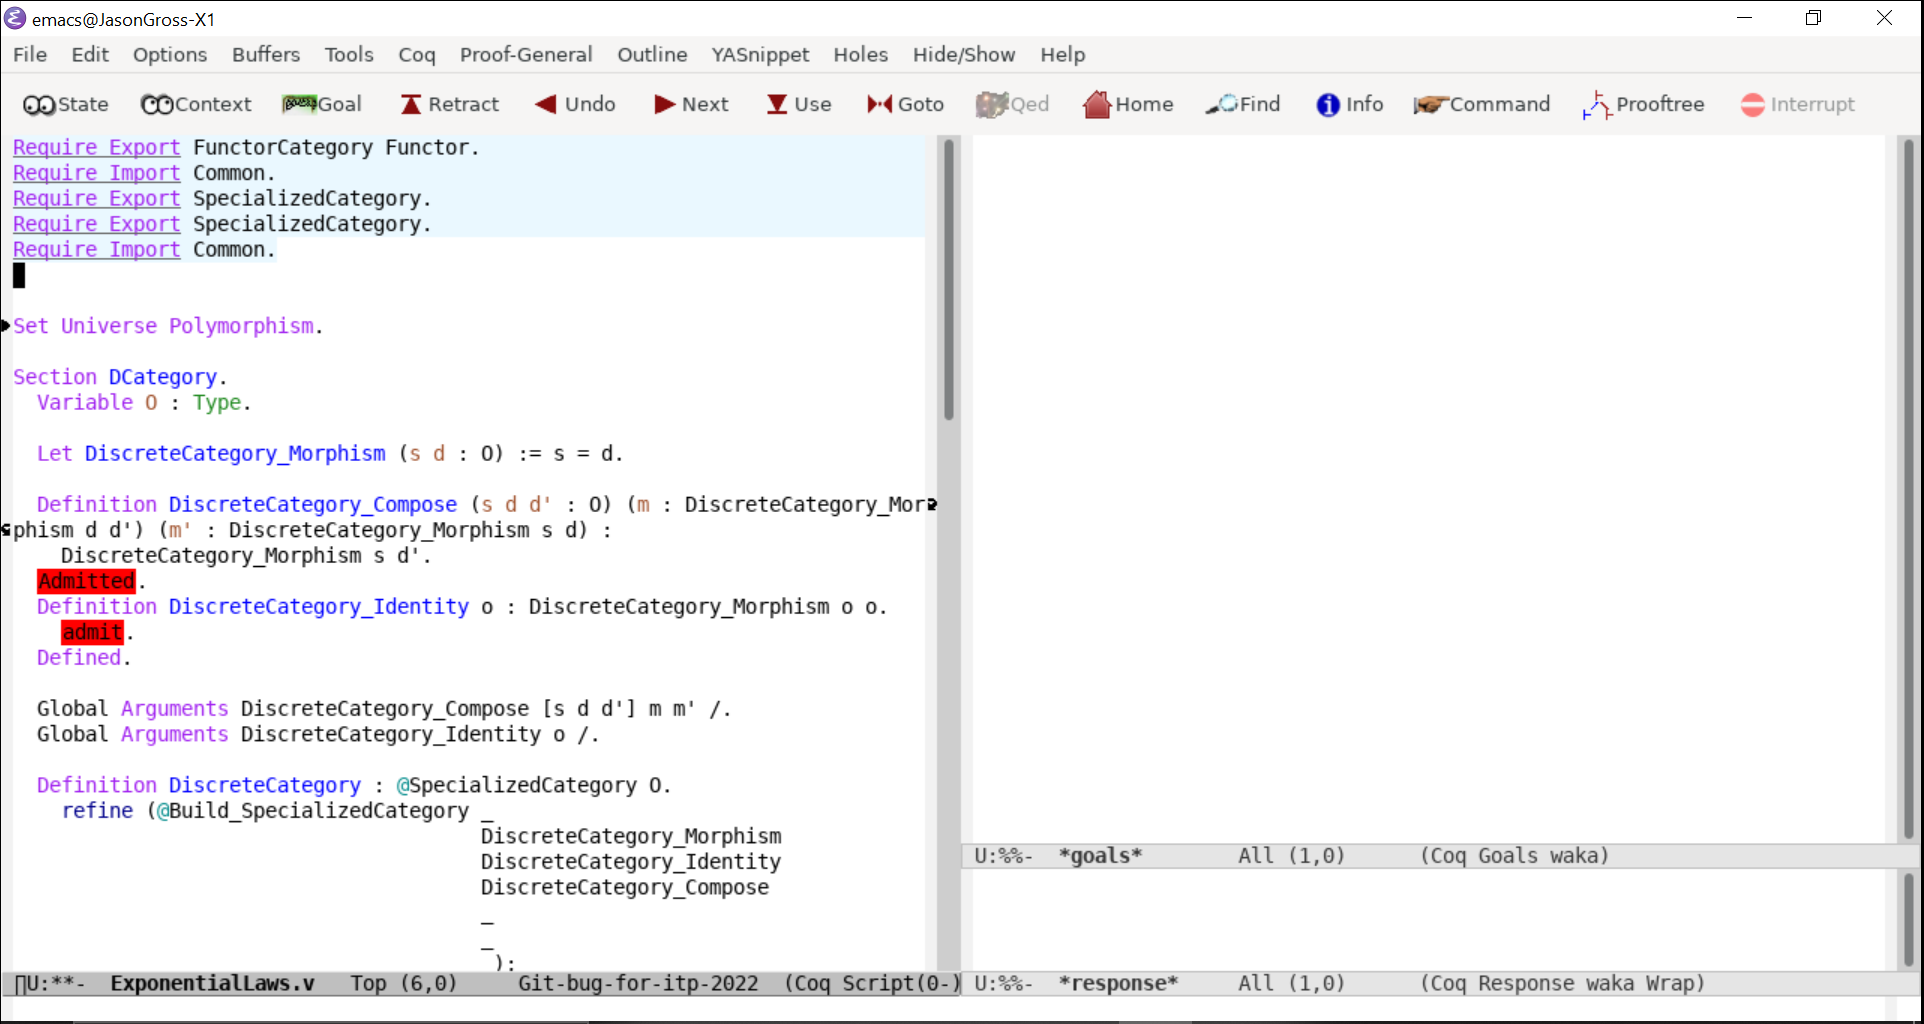 emacs@JasonGross-X1
File Edit Options Buffers Tools Coq Proof-General Outline YASnippet Holes Hide/Show Help
State Context Goal Retract Undo Next Use Goto Qed Home Find Info Command Prooftree Interrupt
Require Export FunctorCategory Functor.
Require Import Common.
Require Export SpecializedCategory.
Require Export SpecializedCategory.
Require Import Common.
Set Universe Polymorphism.
Section DCategory.
Variable O : Type.
Let DiscreteCategory_Morphism (s d : O) := s = d.
Definition DiscreteCategory_Compose (s d d' : O) (m : DiscreteCategory_Mor
phism d d') (m' : DiscreteCategory_Morphism s d) :
DiscreteCategory_Morphism s d'.
Admitted.
Definition DiscreteCategory_Identity o : DiscreteCategory_Morphism o o.
admit.
Defined.
Global Arguments DiscreteCategory_Compose [s d d'] m m' /.
Global Arguments DiscreteCategory_Identity o /.
Definition DiscreteCategory : @SpecializedCategory O.
refine (@Build_SpecializedCategory _
DiscreteCategory_Morphism
DiscreteCategory_Identity
DiscreteCategory_Compose
_
_
);
U:**- ExponentialLaws.v Top (6,0) Git-bug-for-itp-2022 (Coq Script(0-)
U:%%- *goals* All (1,0) (Coq Goals waka)
U:%%- *response* All (1,0) (Coq Response waka Wrap)